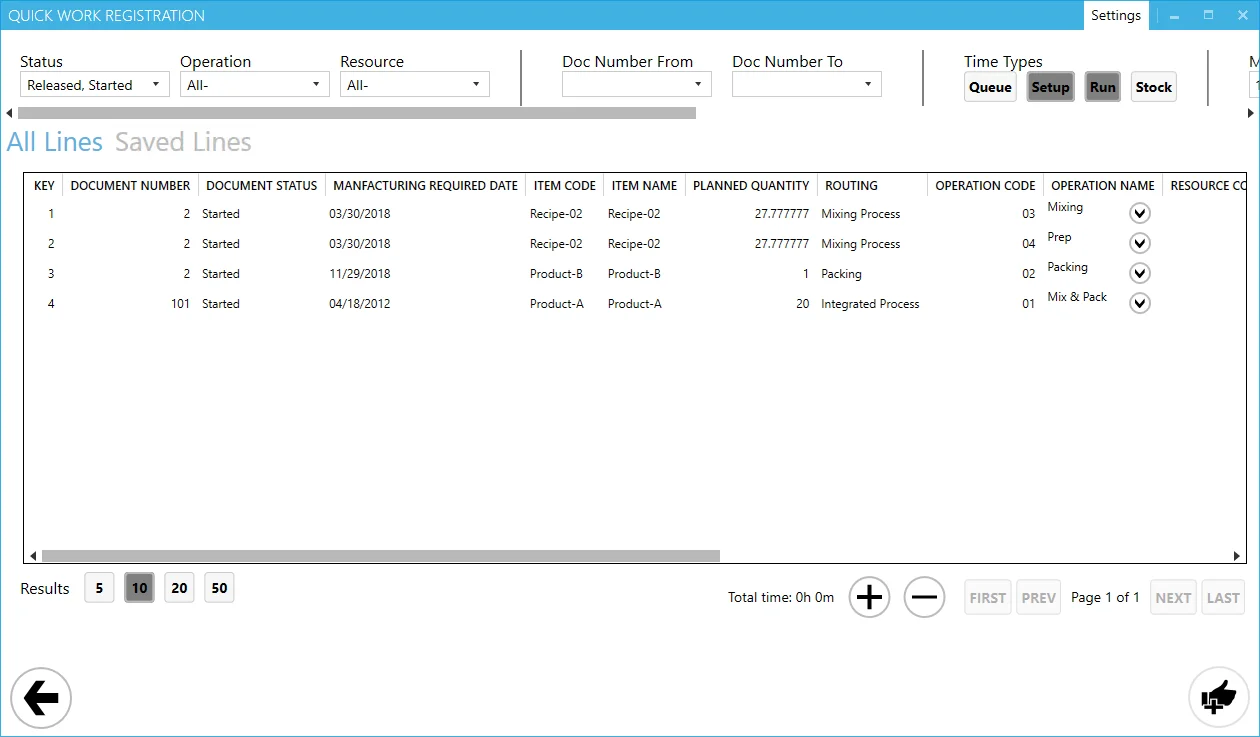 QUICK WORK REGISTRATION Settings
Status Operation Resource Doc Number From Doc Number To Time Types M
Released, Started All- All- Queue Setup Run Stock
All Lines Saved Lines
KEY DOCUMENT NUMBER DOCUMENT STATUS MANFACTURING REQUIRED DATE ITEM CODE ITEM NAME PLANNED QUANTITY ROUTING OPERATION CODE OPERATION NAME RESOURCE CO
1 2 Started 03/30/2018 Recipe-02 Recipe-02 27.777777 Mixing Process 03 Mixing
2 2 Started 03/30/2018 Recipe-02 Recipe-02 27.777777 Mixing Process 04 Prep
3 2 Started 11/29/2018 Product-B Product-B 1 Packing 02 Packing
4 101 Started 04/18/2012 Product-A Product-A 20 Integrated Process 01 Mix & Pack
Results 5 10 20 50 Total time: 0h 0m FIRST PREV Page 1 of 1 NEXT LAST